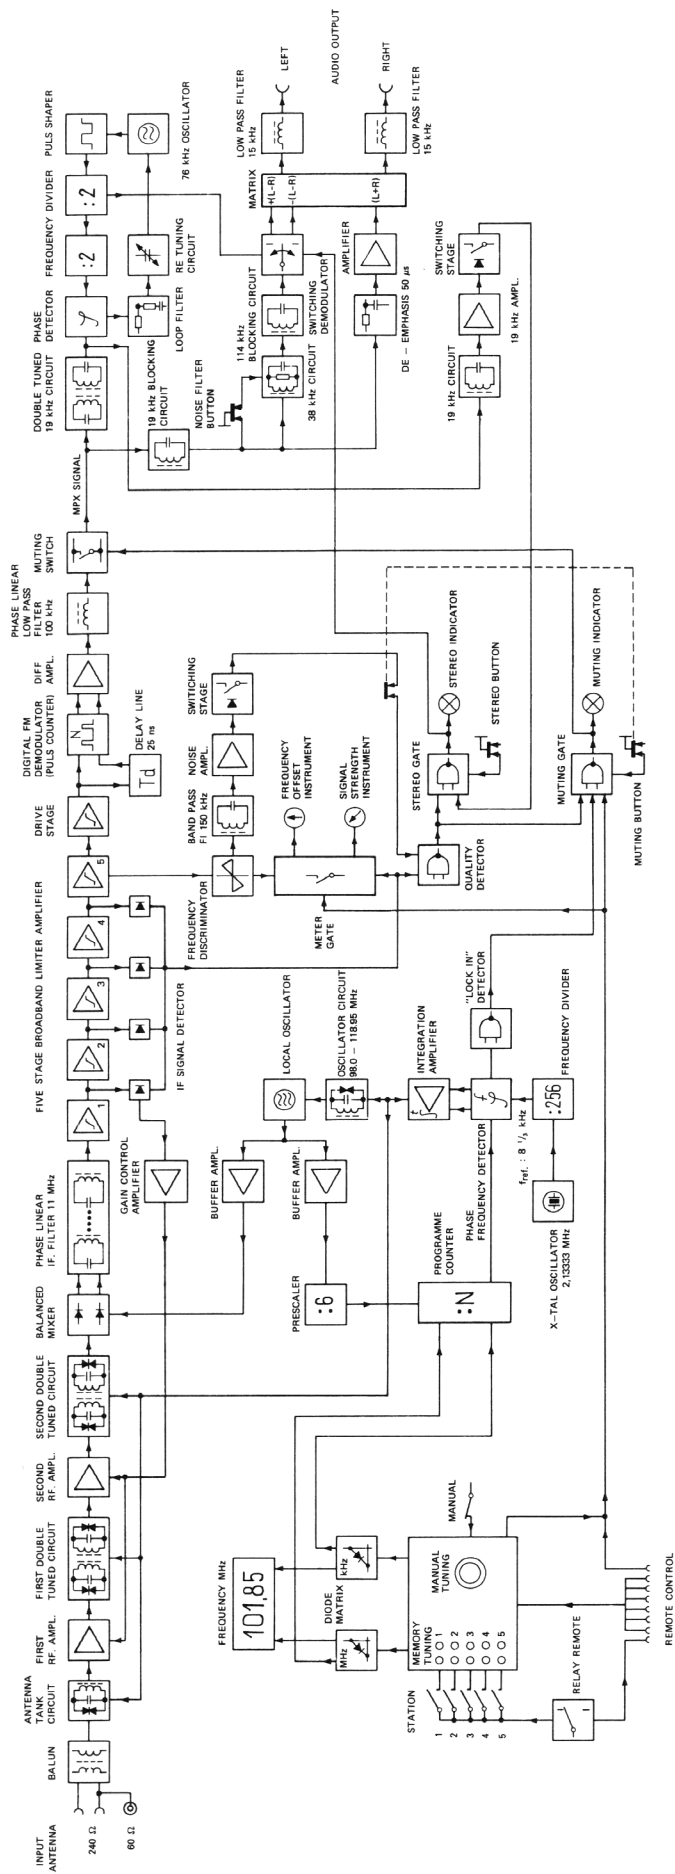 INPUT
ANTENNA
240 Ω
60 Ω
BALUN
ANTENNA
TANK
CIRCUIT
FIRST
RF. AMPL.
FIRST DOUBLE
TUNED CIRCUIT
SECOND
RF. AMPL.
SECOND DOUBLE
TUNED CIRCUIT
BALANCED
MIXER
PHASE LINEAR
IF. FILTER 11 MHz
FIVE STAGE BROADBAND LIMITER AMPLIFIER
1
2
3
4
5
GAIN CONTROL
AMPLIFIER
IF SIGNAL DETECTOR
DRIVE
STAGE
DIGITAL FM
DEMODULATOR
(PULS COUNTER)
N
Td
DELAY LINE
25 ns
DIFF
AMPL.
PHASE LINEAR
LOW PASS
FILTER
100 kHz
MUTING
SWITCH
MPX SIGNAL
DOUBLE TUNED
19 kHz CIRCUIT
PHASE
DETECTOR
FREQUENCY DIVIDER
:2
:2
PULS SHAPER
LOOP FILTER
RE TUNING
CIRCUIT
76 kHz OSCILLATOR
19 kHz BLOCKING
CIRCUIT
NOISE FILTER
BUTTON
38 kHz CIRCUIT
114 kHz
BLOCKING CIRCUIT
SWITCHING
DEMODULATOR
MATRIX
+(L-R)
-(L-R)
(L+R)
LOW PASS FILTER
15 kHz
LEFT
AUDIO OUTPUT
RIGHT
LOW PASS FILTER
15 kHz
AMPLIFIER
DE – EMPHASIS 50 µs
19 kHz CIRCUIT
19 kHz AMPL.
SWITCHING
STAGE
FREQUENCY
DISCRIMINATOR
BAND PASS
FI 150 kHz
NOISE
AMPL.
SWITCHING
STAGE
METER
GATE
FREQUENCY
OFFSET
INSTRUMENT
SIGNAL
STRENGTH
INSTRUMENT
QUALITY
DETECTOR
STEREO GATE
STEREO INDICATOR
STEREO BUTTON
MUTING GATE
MUTING INDICATOR
MUTING BUTTON
BUFFER AMPL.
BUFFER AMPL.
LOCAL OSCILLATOR
OSCILLATOR CIRCUIT
98.0 – 118.95 MHz
INTEGRATION
AMPLIFIER
PRESCALER
:6
PROGRAMME
COUNTER
:N
PHASE
FREQUENCY DETECTOR
"LOCK IN"
DETECTOR
fref. : 8 1/3 kHz
:256
FREQUENCY DIVIDER
X–TAL OSCILLATOR
2,13333 MHz
FREQUENCY MHz
101,85
DIODE
MATRIX
MHz
kHz
MANUAL
MEMORY
TUNING
1
2
3
4
5
MANUAL
TUNING
STATION
1
2
3
4
5
RELAY REMOTE
REMOTE CONTROL